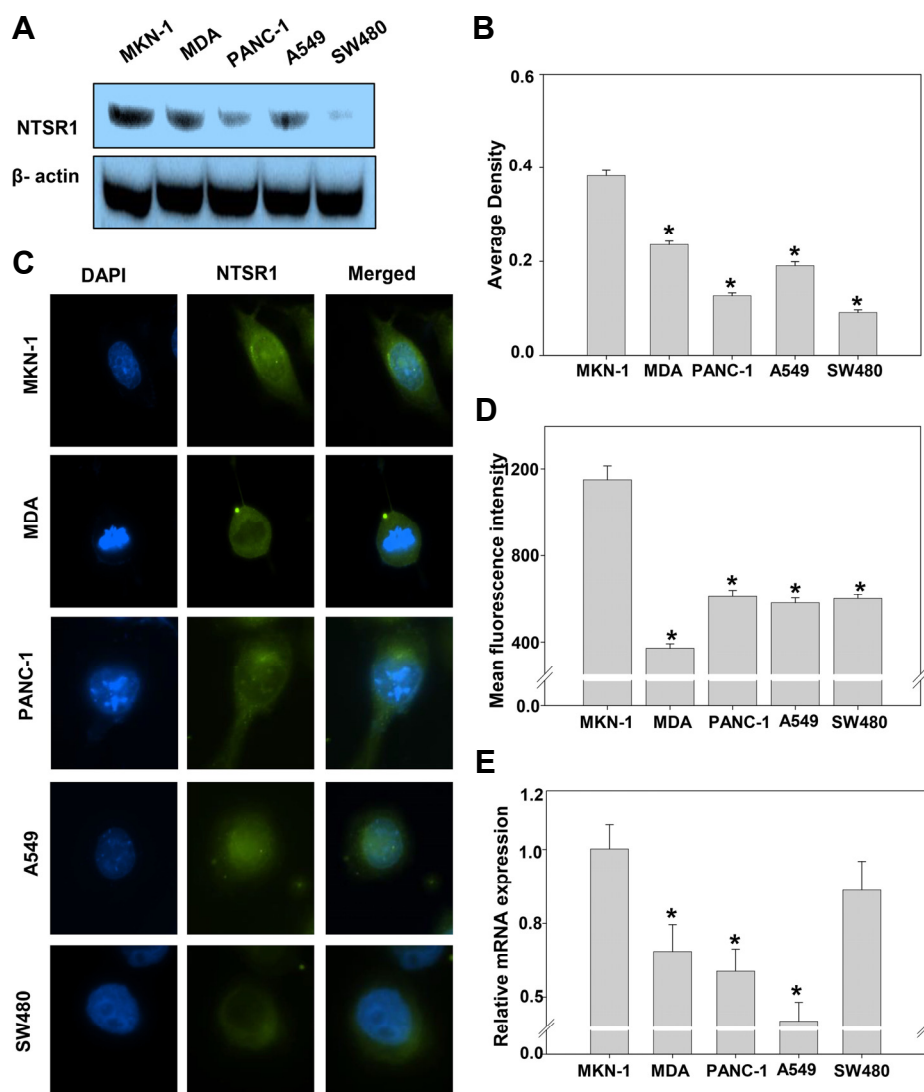 A
MKN-1 MDA PANC-1 A549 SW480
NTSR1
β- actin
B
Average Density
0.6
0.4
0.2
0.0
* * * *
MKN-1 MDA PANC-1 A549 SW480
C
DAPI NTSR1 Merged
MKN-1
MDA
PANC-1
A549
SW480
D
Mean fluorescence intensity
1200
800
400
0.0
* * * *
MKN-1 MDA PANC-1 A549 SW480
E
Relative mRNA expression
1.2
1.0
0.8
0.5
0.0
* * *
MKN-1 MDA PANC-1 A549 SW480